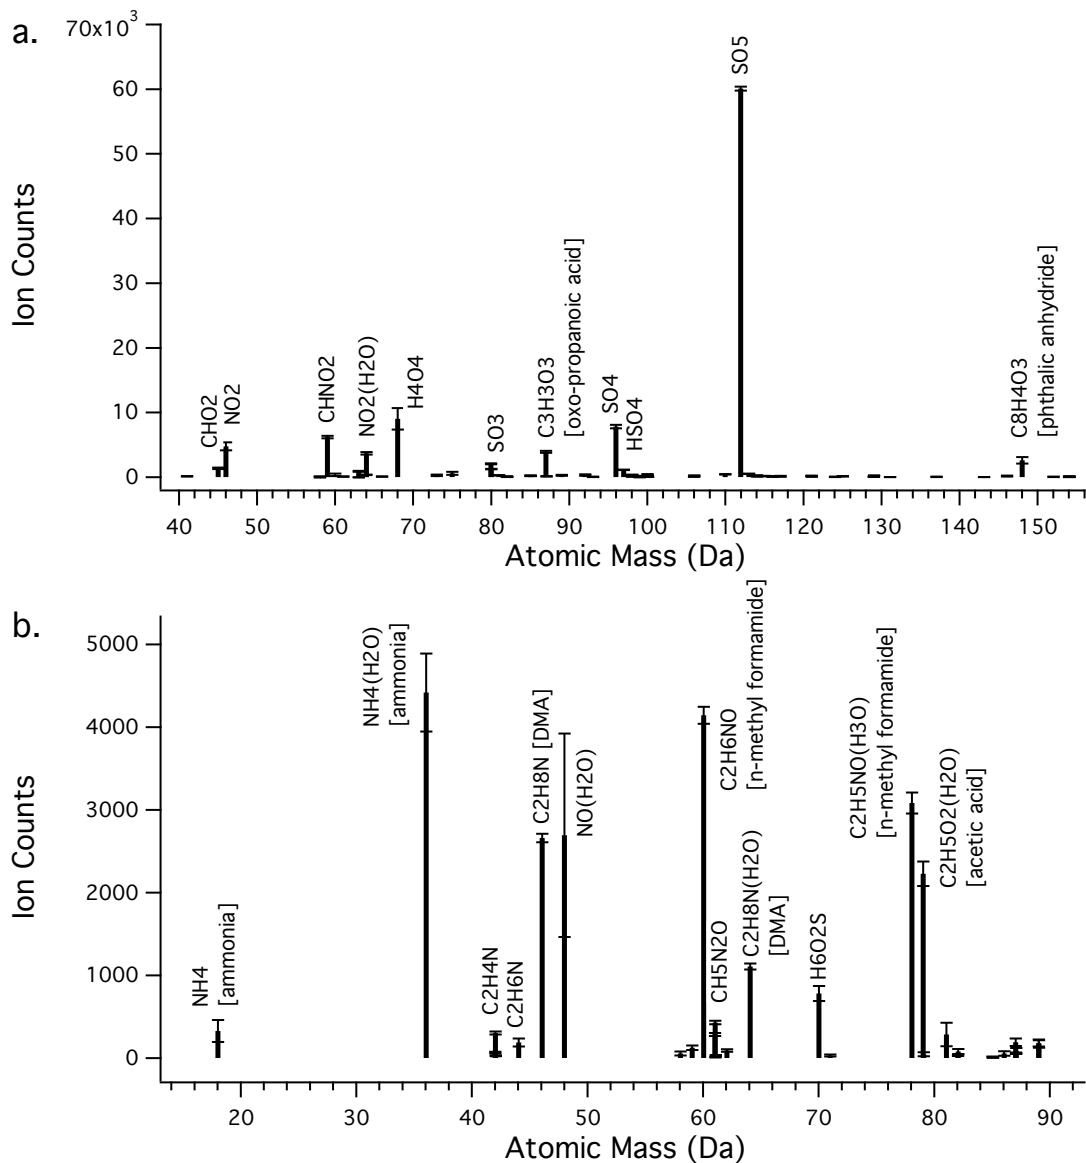 a.
70x10³
60
50
40
30
20
10
0
Ion Counts
CHO2
NO2
CHNO2
NO2(H2O)
H4O4
SO3
C3H3O3
[oxo-propanoic acid]
SO4
HSO4
SO5
C8H4O3
[phthalic anhydride]
40 50 60 70 80 90 100 110 120 130 140 150
Atomic Mass (Da)
b.
5000
4000
3000
2000
1000
0
Ion Counts
NH4
[ammonia]
NH4(H2O)
[ammonia]
C2H4N
C2H6N
C2H8N [DMA]
NO(H2O)
C2H6NO
[n-methyl formamide]
CH5N2O
C2H8N(H2O)
[DMA]
H6O2S
C2H5NO(H3O)
[n-methyl formamide]
C2H5O2(H2O)
[acetic acid]
20 30 40 50 60 70 80 90
Atomic Mass (Da)